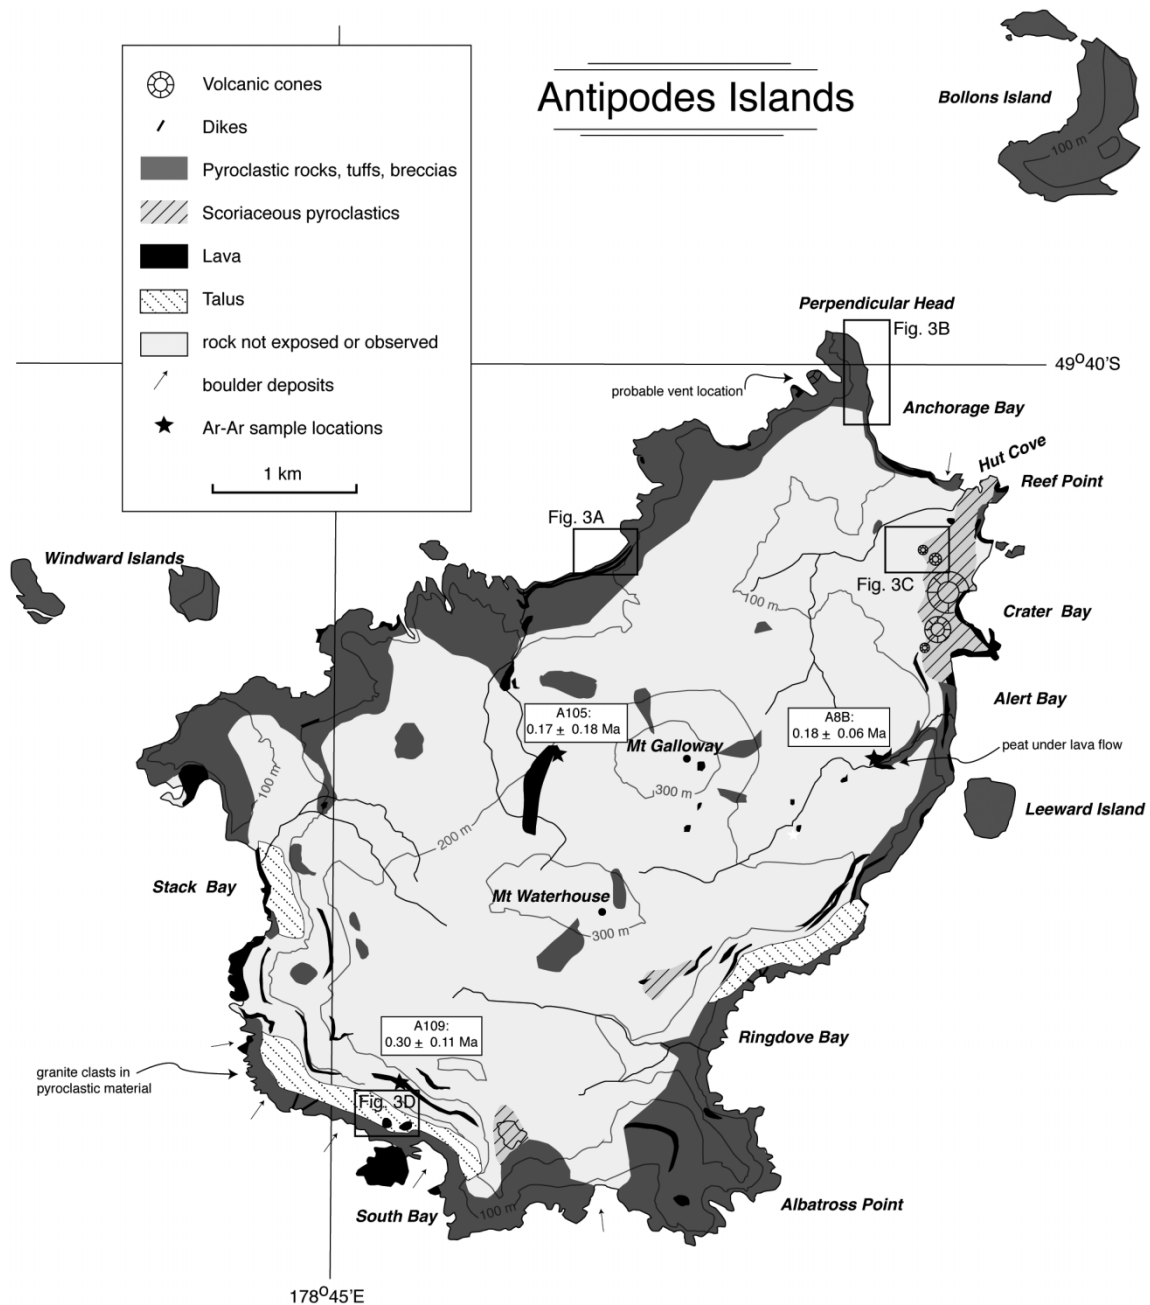 Antipodes Islands
Volcanic cones
Dikes
Pyroclastic rocks, tuffs, breccias
Scoriaceous pyroclastics
Lava
Talus
rock not exposed or observed
boulder deposits
Ar-Ar sample locations
1 km
Bollons Island
100 m
Perpendicular Head
Fig. 3B
49°40'S
probable vent location
Anchorage Bay
Hut Cove
Reef Point
Fig. 3A
Windward Islands
Fig. 3C
100 m
Crater Bay
Alert Bay
A105:
0.17 ± 0.18 Ma
A8B:
0.18 ± 0.06 Ma
Mt Galloway
peat under lava flow
100 m
300 m
Leeward Island
200 m
Stack Bay
Mt Waterhouse
300 m
A109:
0.30 ± 0.11 Ma
Ringdove Bay
granite clasts in
pyroclastic material
Fig. 3D
South Bay
100 m
Albatross Point
178°45'E